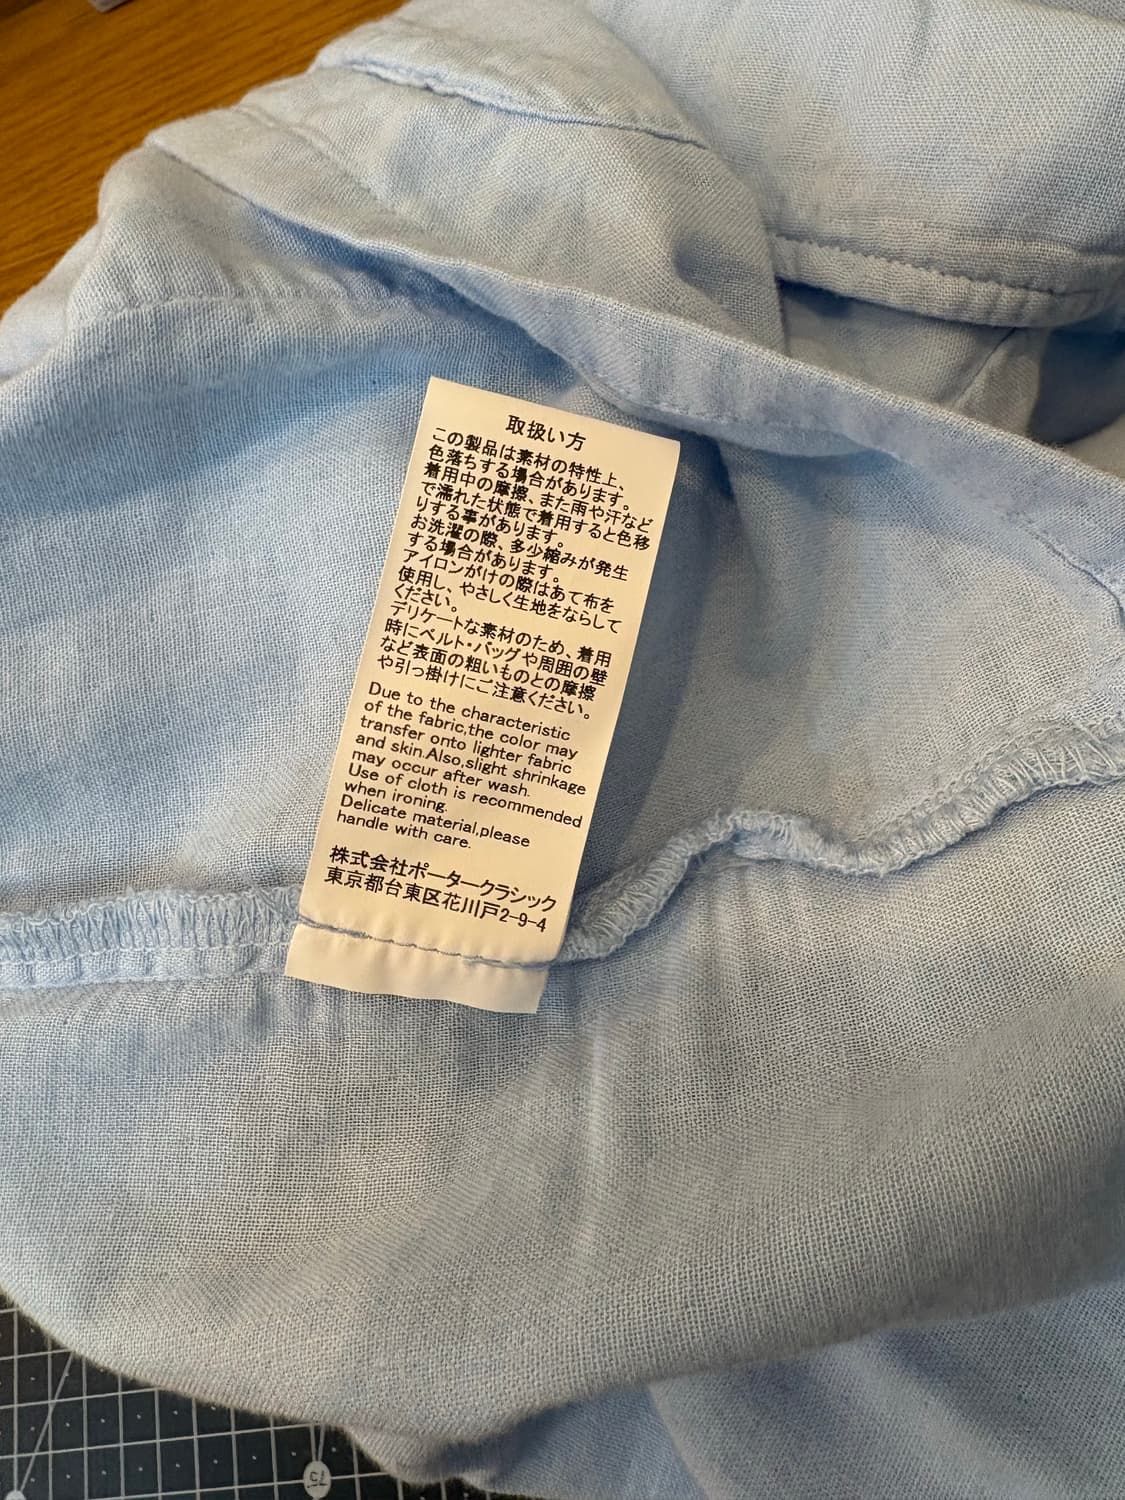 取扱い方
この製品は素材の特性上、
色落ちする場合があります。
着用中の摩擦、また雨や汗など
で濡れた状態で着用すると色移
りする事があります。
お洗濯の際、多少縮みが発生
する場合があります。
アイロンがけの際はあて布を
使用し、やさしく生地をならして
ください。
デリケートな素材のため、着用
時にベルト・バッグや周囲の壁
など表面の粗いものとの摩擦
や引っ掛けにご注意ください。
Due to the characteristic
of the fabric,the color may
transfer onto lighter fabric
and skin.Also,slight shrinkage
may occur after wash.
Use of cloth is recommended
when ironing.
Delicate material,please
handle with care.
株式会社ポータークラシック
東京都台東区花川戸2-9-4
15